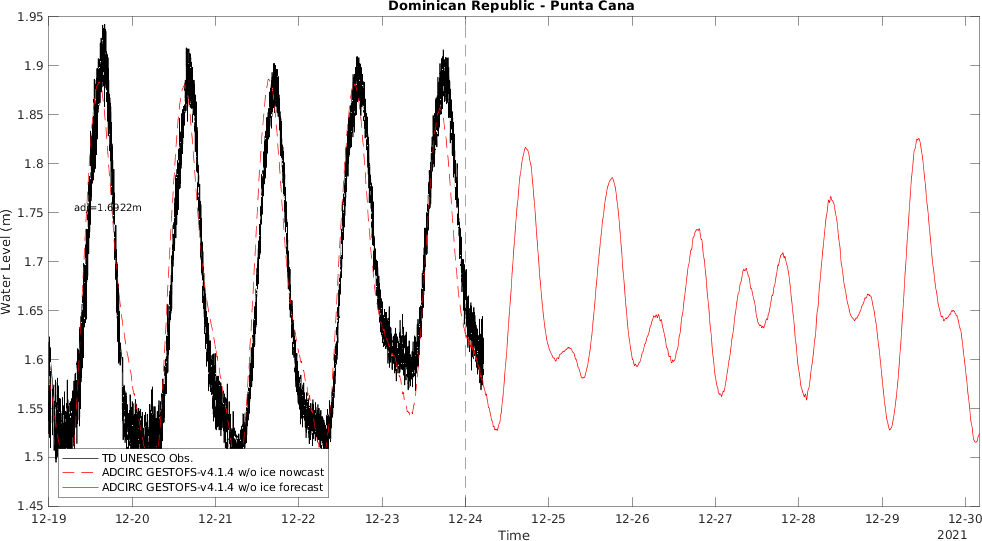 Dominican Republic - Punta Cana
1.95
1.9
1.85
1.8
1.75
1.7
1.65
1.6
1.55
1.5
1.45
Water Level (m)
adj=1.6922m
TD UNESCO Obs.
ADCIRC GESTOFS-v4.1.4 w/o ice nowcast
ADCIRC GESTOFS-v4.1.4 w/o ice forecast
12-19 12-20 12-21 12-22 12-23 12-24 12-25 12-26 12-27 12-28 12-29 12-30
Time
2021